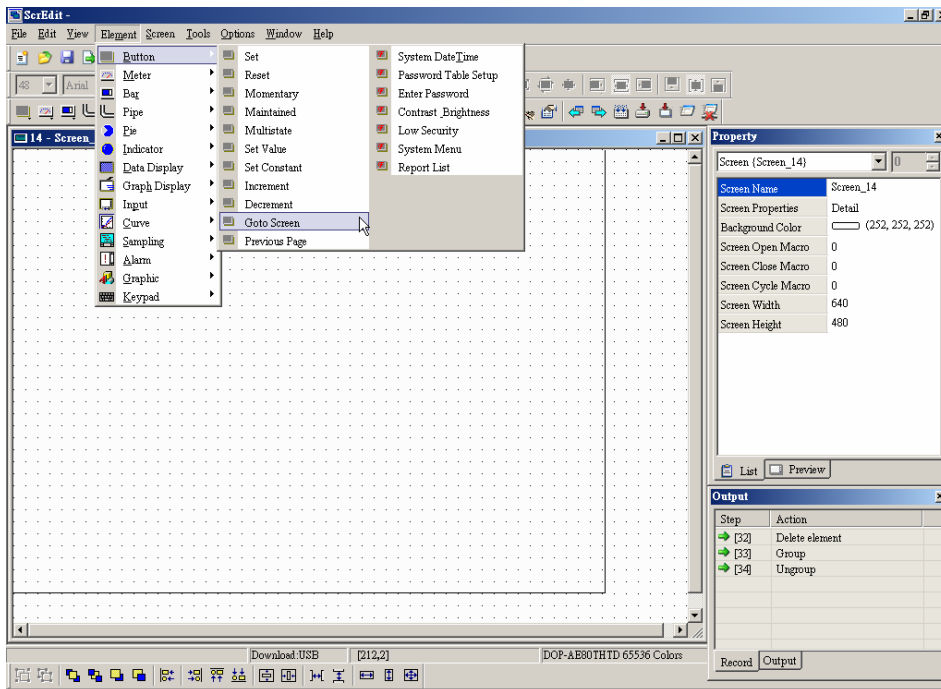 ScrEdit -
File Edit View Element Screen Tools Options Window Help
48 Arial
Button
Meter
Bar
Pipe
Pie
Indicator
Data Display
Graph Display
Input
Curve
Sampling
Alarm
Graphic
Keypad
Set
Reset
Momentary
Maintained
Multistate
Set Value
Set Constant
Increment
Decrement
Goto Screen
Previous Page
System DateTime
Password Table Setup
Enter Password
Contrast _Brightness
Low Security
System Menu
Report List
14 - Screen_
Property
Screen {Screen_14} 0
Screen Name Screen_14
Screen Properties Detail
Background Color (252, 252, 252)
Screen Open Macro 0
Screen Close Macro 0
Screen Cycle Macro 0
Screen Width 640
Screen Height 480
List Preview
Output
Step Action
[32] Delete element
[33] Group
[34] Ungroup
Record Output
Download:USB [212,2] DOP-AE80THTD 65536 Colors